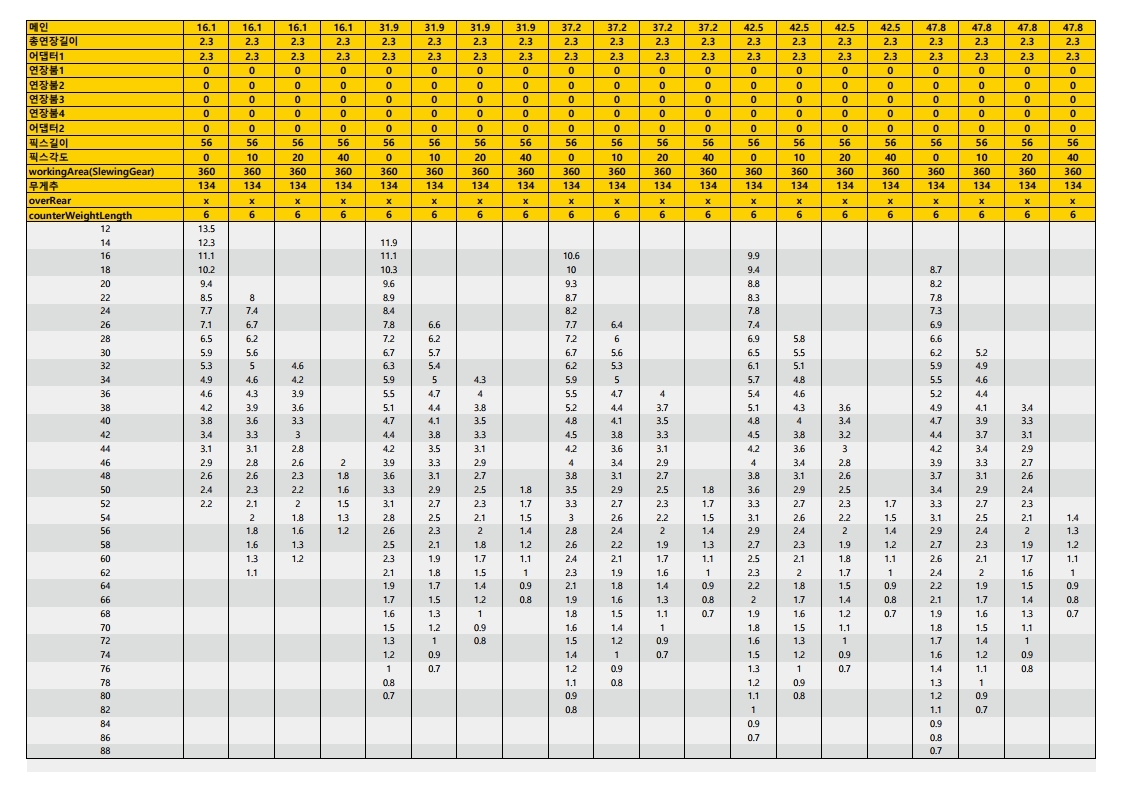 메인 16.1 16.1 16.1 16.1 31.9 31.9 31.9 31.9 37.2 37.2 37.2 37.2 42.5 42.5 42.5 42.5 47.8 47.8 47.8 47.8
총연장길이 2.3 2.3 2.3 2.3 2.3 2.3 2.3 2.3 2.3 2.3 2.3 2.3 2.3 2.3 2.3 2.3 2.3 2.3 2.3 2.3
어댑터1 2.3 2.3 2.3 2.3 2.3 2.3 2.3 2.3 2.3 2.3 2.3 2.3 2.3 2.3 2.3 2.3 2.3 2.3 2.3 2.3
연장붐1 0 0 0 0 0 0 0 0 0 0 0 0 0 0 0 0 0 0 0 0
연장붐2 0 0 0 0 0 0 0 0 0 0 0 0 0 0 0 0 0 0 0 0
연장붐3 0 0 0 0 0 0 0 0 0 0 0 0 0 0 0 0 0 0 0 0
연장붐4 0 0 0 0 0 0 0 0 0 0 0 0 0 0 0 0 0 0 0 0
어댑터2 0 0 0 0 0 0 0 0 0 0 0 0 0 0 0 0 0 0 0 0
픽스길이 56 56 56 56 56 56 56 56 56 56 56 56 56 56 56 56 56 56 56 56
픽스각도 0 10 20 40 0 10 20 40 0 10 20 40 0 10 20 40 0 10 20 40
workingArea(SlewingGear) 360 360 360 360 360 360 360 360 360 360 360 360 360 360 360 360 360 360 360 360
무게추 134 134 134 134 134 134 134 134 134 134 134 134 134 134 134 134 134 134 134 134
overRear x x x x x x x x x x x x x x x x x x x x
counterWeightLength 6 6 6 6 6 6 6 6 6 6 6 6 6 6 6 6 6 6 6 6
12 13.5
14 12.3 11.9
16 11.1 11.1 10.6 9.9
18 10.2 10.3 10 9.4 8.7
20 9.4 9.6 9.3 8.8 8.2
22 8.5 8 8.9 8.7 8.3 7.8
24 7.7 7.4 8.4 8.2 7.8 7.3
26 7.1 6.7 7.8 6.6 7.7 6.4 7.4 6.9
28 6.5 6.2 7.2 6.2 7.2 6 6.9 5.8 6.6
30 5.9 5.6 6.7 5.7 6.7 5.6 6.5 5.5 6.2 5.2
32 5.3 5 4.6 6.3 5.4 6.2 5.3 6.1 5.1 5.9 4.9
34 4.9 4.6 4.2 5.9 5 4.3 5.9 5 5.7 4.8 5.5 4.6
36 4.6 4.3 3.9 5.5 4.7 4 5.5 4.7 4 5.4 4.6 5.2 4.4
38 4.2 3.9 3.6 5.1 4.4 3.8 5.2 4.4 3.7 5.1 4.3 3.6 4.9 4.1 3.4
40 3.8 3.6 3.3 4.7 4.1 3.5 4.8 4.1 3.5 4.8 4 3.4 4.7 3.9 3.3
42 3.4 3.3 3 4.4 3.8 3.3 4.5 3.8 3.3 4.5 3.8 3.2 4.4 3.7 3.1
44 3.1 3.1 2.8 4.2 3.5 3.1 4.2 3.6 3.1 4.2 3.6 3 4.2 3.4 2.9
46 2.9 2.8 2.6 2 3.9 3.3 2.9 4 3.4 2.9 4 3.4 2.8 3.9 3.3 2.7
48 2.6 2.6 2.3 1.8 3.6 3.1 2.7 3.8 3.1 2.7 3.8 3.1 2.6 3.7 3.1 2.6
50 2.4 2.3 2.2 1.6 3.3 2.9 2.5 1.8 3.5 2.9 2.5 1.8 3.6 2.9 2.5 3.4 2.9 2.4
52 2.2 2.1 2 1.5 3.1 2.7 2.3 1.7 3.3 2.7 2.3 1.7 3.3 2.7 2.3 1.7 3.3 2.7 2.3
54 2 1.8 1.3 2.8 2.5 2.1 1.5 3 2.6 2.2 1.5 3.1 2.6 2.2 1.5 3.1 2.5 2.1 1.4
56 1.8 1.6 1.2 2.6 2.3 2 1.4 2.8 2.4 2 1.4 2.9 2.4 2 1.4 2.9 2.4 2 1.3
58 1.6 1.3 2.5 2.1 1.8 1.2 2.6 2.2 1.9 1.3 2.7 2.3 1.9 1.2 2.7 2.3 1.9 1.2
60 1.3 1.2 2.3 1.9 1.7 1.1 2.4 2.1 1.7 1.1 2.5 2.1 1.8 1.1 2.6 2.1 1.7 1.1
62 1.1 2.1 1.8 1.5 1 2.3 1.9 1.6 1 2.3 2 1.7 1 2.4 2 1.6 1
64 1.9 1.7 1.4 0.9 2.1 1.8 1.4 0.9 2.2 1.8 1.5 0.9 2.2 1.9 1.5 0.9
66 1.7 1.5 1.2 0.8 1.9 1.6 1.3 0.8 2 1.7 1.4 0.8 2.1 1.7 1.4 0.8
68 1.6 1.3 1 1.8 1.5 1.1 0.7 1.9 1.6 1.2 0.7 1.9 1.6 1.3 0.7
70 1.5 1.2 0.9 1.6 1.4 1 1.8 1.5 1.1 1.8 1.5 1.1
72 1.3 1 0.8 1.5 1.2 0.9 1.6 1.3 1 1.7 1.4 1
74 1.2 0.9 1.4 1 0.7 1.5 1.2 0.9 1.6 1.2 0.9
76 1 0.7 1.2 0.9 1.3 1 0.7 1.4 1.1 0.8
78 0.8 1.1 0.8 1.2 0.9 1.3 1
80 0.7 0.9 1.1 0.8 1.2 0.9
82 0.8 1 1.1 0.7
84 0.9 0.9
86 0.7 0.8
88 0.7